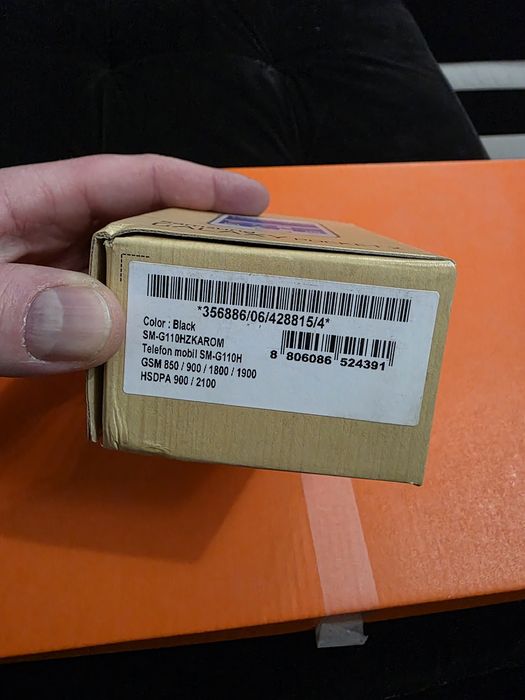 *356886/06/428815/4*
Color : Black
SM-G110HZKAROM
Telefon mobil SM-G110H
GSM 850 / 900 / 1800 / 1900
HSDPA 900 / 2100
8 806086 524391